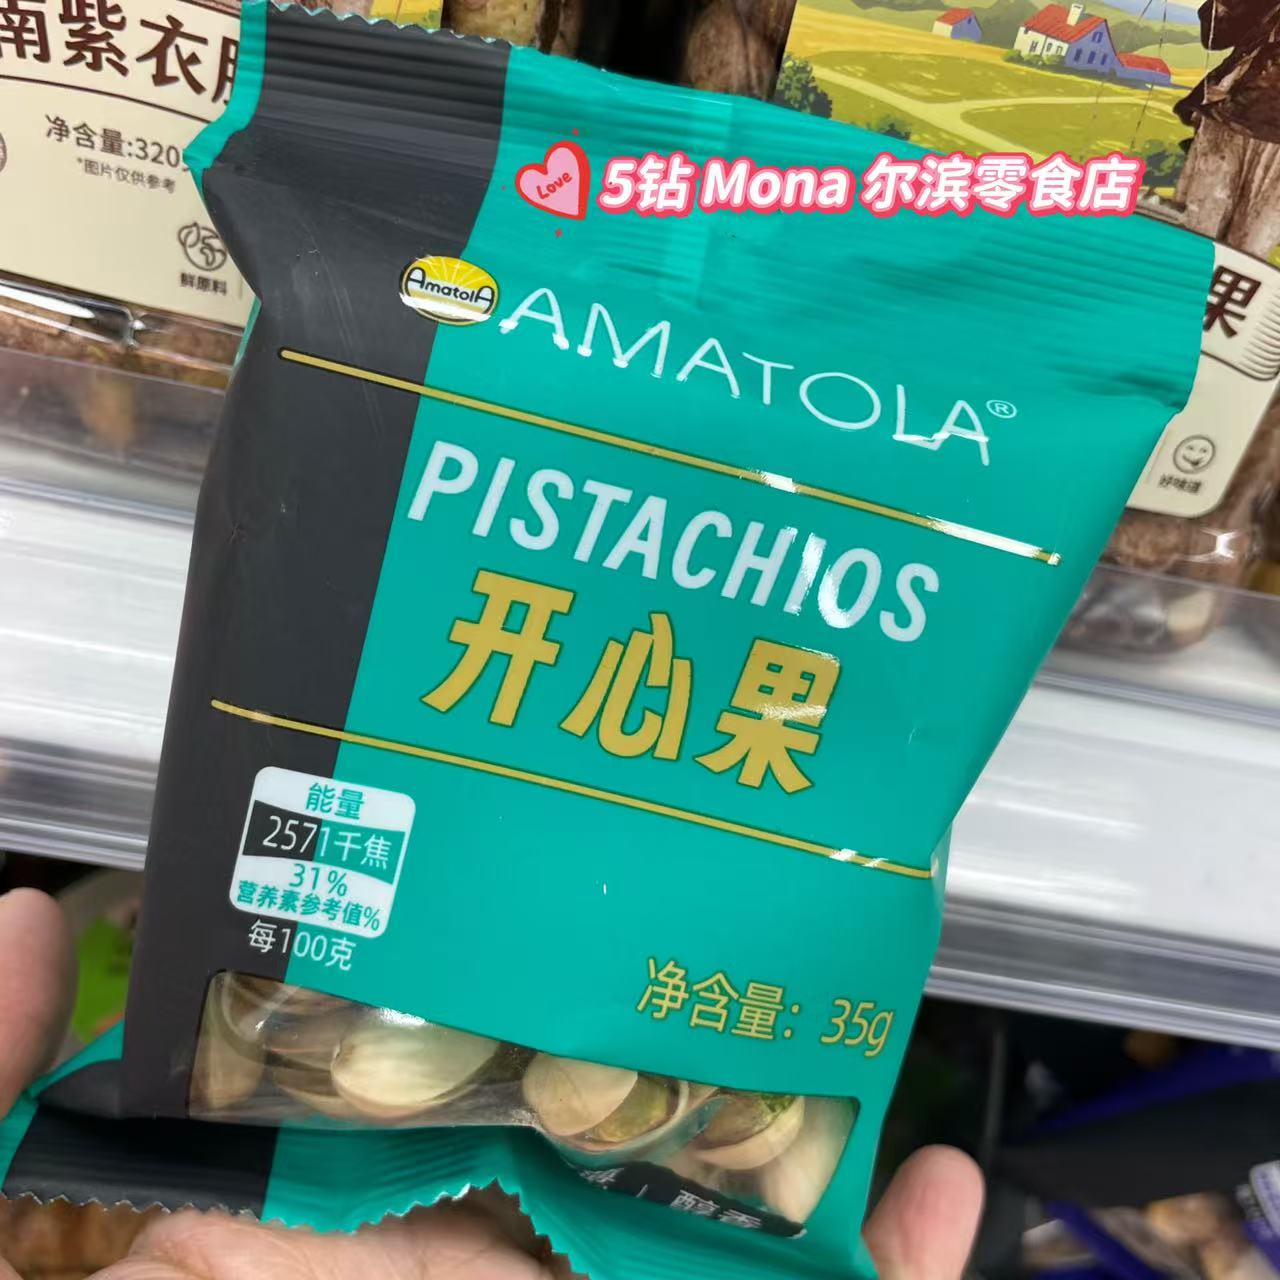 南紫衣
净含量:320
*图片仅供参考
鲜原料
Love
5钻 Mona 尔滨零食店
AmatolA
AMATOLA®
果
好味道
PISTACHIOS
开心果
能量
2571千焦
31%
营养素参考值%
每100克
净含量：35g
醇香